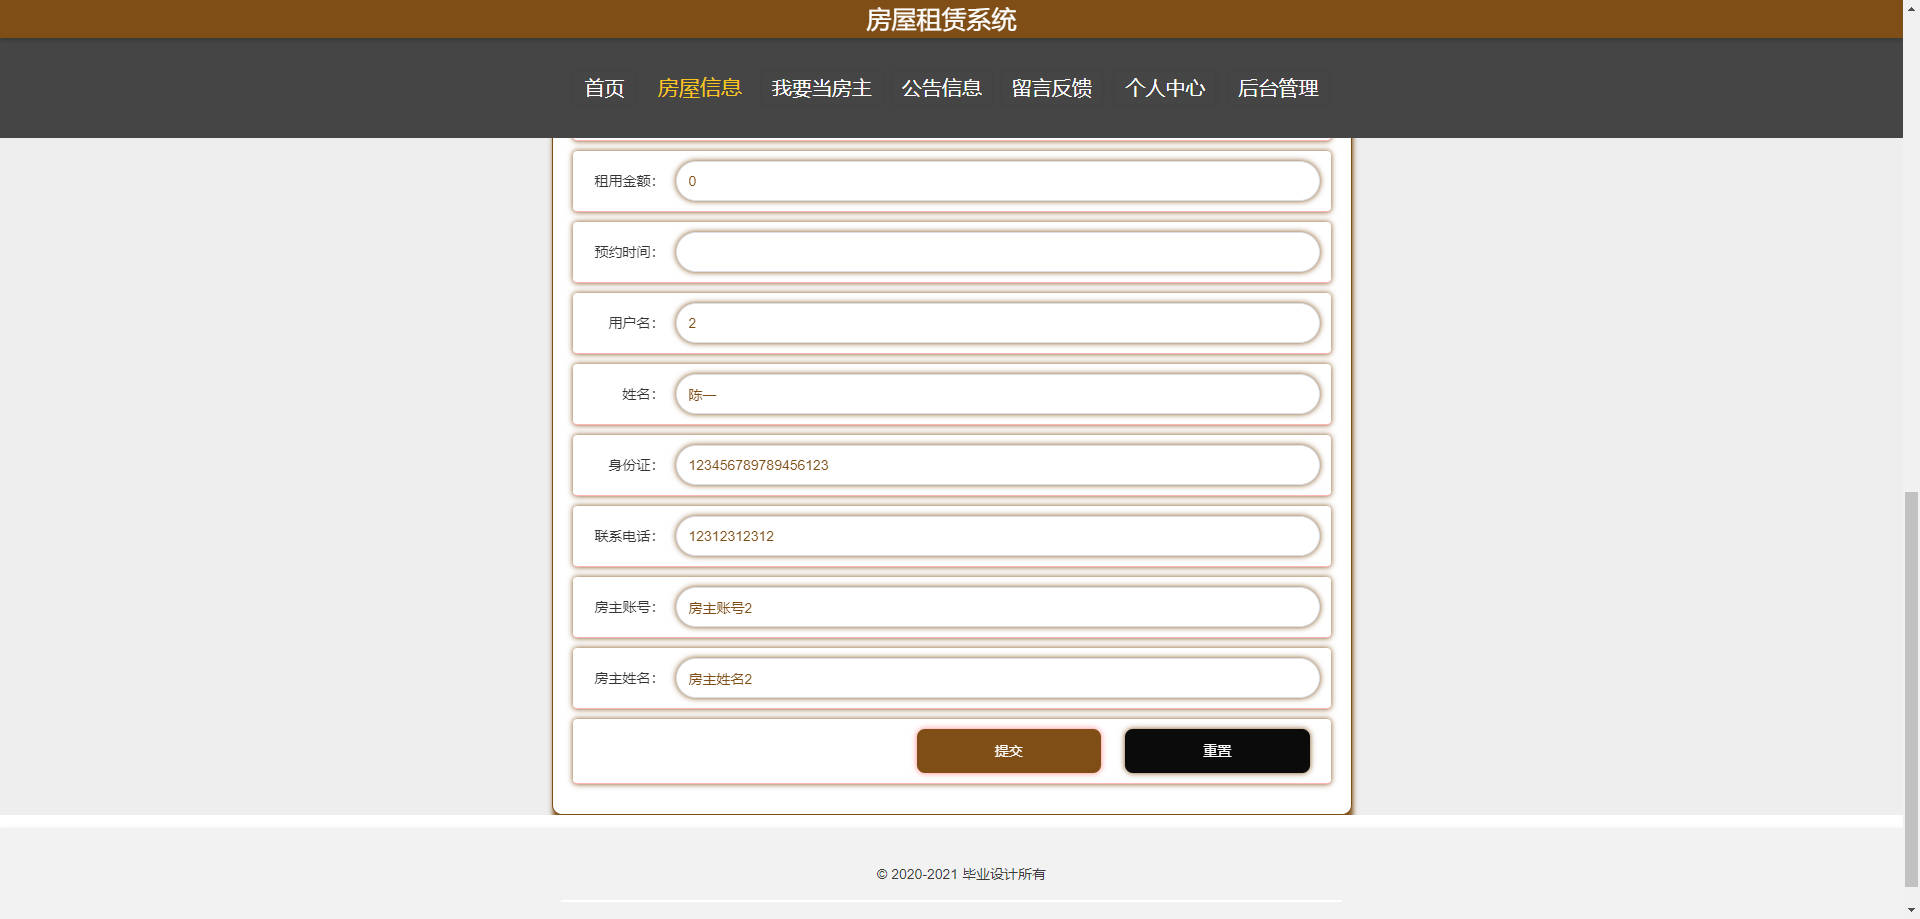 房屋租赁系统
首页 房屋信息 我要当房主 公告信息 留言反馈 个人中心 后台管理
租用金额： 0
预约时间：
用户名： 2
姓名： 陈一
身份证： 123456789789456123
联系电话： 12312312312
房主账号： 房主账号2
房主姓名： 房主姓名2
提交 重置
© 2020-2021 毕业设计所有